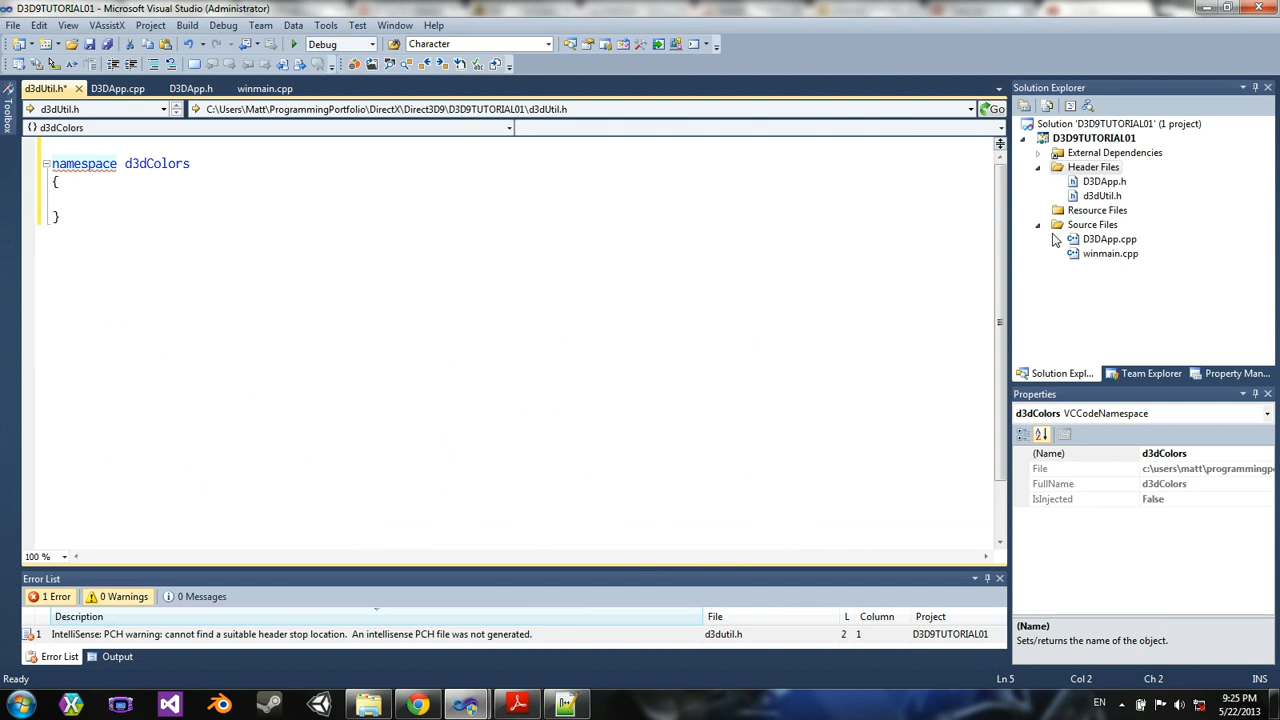 D3D9TUTORIAL01 - Microsoft Visual Studio (Administrator)
File Edit View VAssistX Project Build Debug Team Data Tools Test Window Help
Debug Character
d3dUtil.h* D3DApp.cpp D3DApp.h winmain.cpp
d3dUtil.h C:\Users\Matt\ProgrammingPortfolio\DirectX\Direct3D9\D3D9TUTORIAL01\d3dUtil.h Go
d3dColors
Toolbox
namespace d3dColors
{
}
100 %
Solution Explorer
Solution 'D3D9TUTORIAL01' (1 project)
D3D9TUTORIAL01
External Dependencies
Header Files
D3DApp.h
d3dUtil.h
Resource Files
Source Files
D3DApp.cpp
winmain.cpp
Solution Expl... Team Explorer Property Man...
Properties
d3dColors VCCodeNamespace
(Name) d3dColors
File c:\users\matt\programmingp
FullName d3dColors
IsInjected False
(Name)
Sets/returns the name of the object.
Error List
1 Error 0 Warnings 0 Messages
Description File L Column Project
1 IntelliSense: PCH warning: cannot find a suitable header stop location. An intellisense PCH file was not generated. d3dutil.h 2 1 D3D9TUTORIAL01
Error List Output
Ready Ln 5 Col 2 Ch 2 INS
EN 9:25 PM
5/22/2013